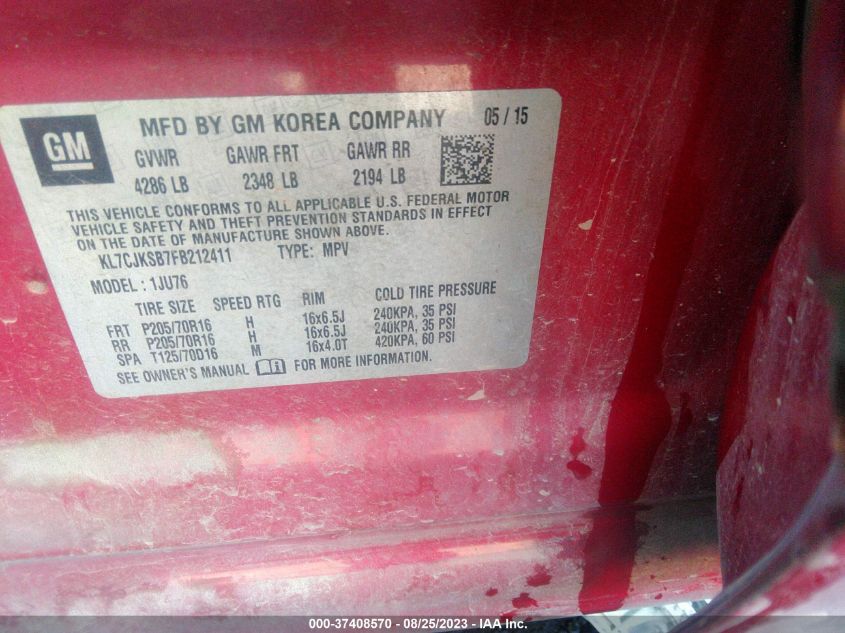 GM
MFD BY GM KOREA COMPANY 05 / 15
GVWR GAWR FRT GAWR RR
4286 LB 2348 LB 2194 LB
THIS VEHICLE CONFORMS TO ALL APPLICABLE U.S. FEDERAL MOTOR
VEHICLE SAFETY AND THEFT PREVENTION STANDARDS IN EFFECT
ON THE DATE OF MANUFACTURE SHOWN ABOVE.
KL7CJKSB7FB212411 TYPE: MPV
MODEL : 1JU76
TIRE SIZE SPEED RTG RIM COLD TIRE PRESSURE
FRT P205/70R16 H 16x6.5J 240KPA, 35 PSI
RR P205/70R16 H 16x6.5J 240KPA, 35 PSI
SPA T125/70D16 M 16x4.0T 420KPA, 60 PSI
SEE OWNER'S MANUAL FOR MORE INFORMATION.
000-37408570 - 08/25/2023 - IAA Inc.